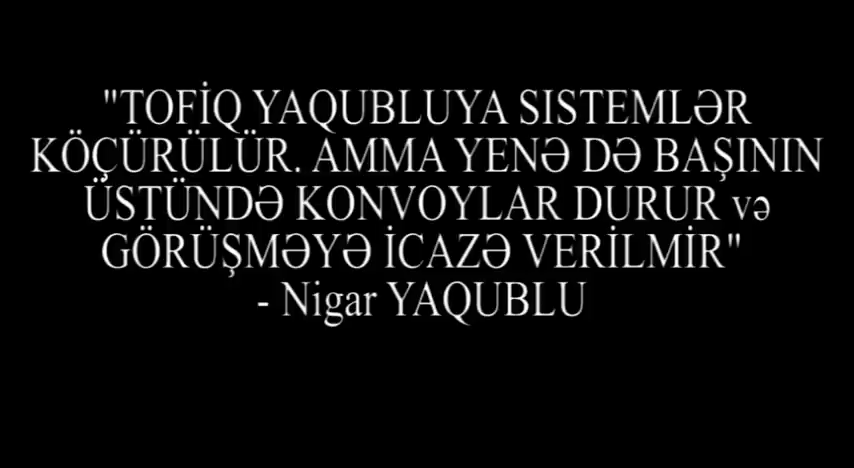 "TOFİQ YAQUBLUYA SISTEMLƏR
KÖÇÜRÜLÜR. AMMA YENƏ DƏ BAŞININ
ÜSTÜNDƏ KONVOYLAR DURUR və
GÖRÜŞMƏYƏ İCAZƏ VERİLMİR"
- Nigar YAQUBLU